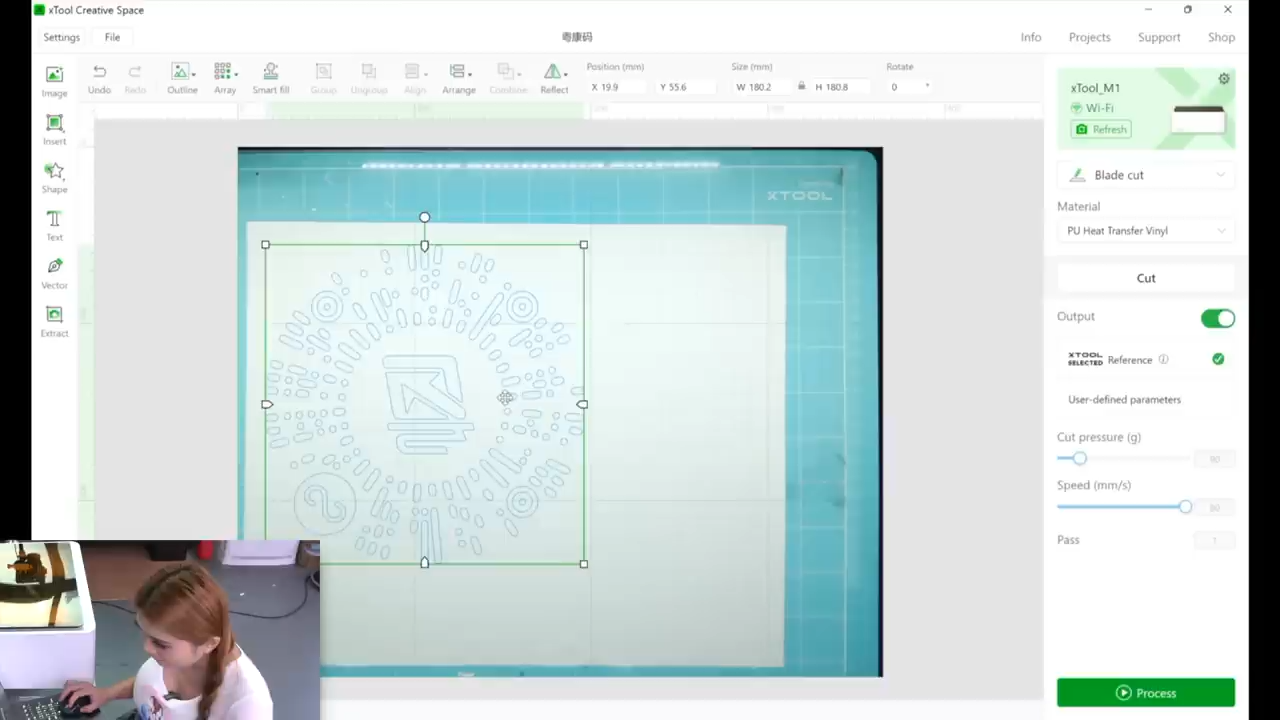 xTool Creative Space
Settings File 粤康码 Info Projects Support Shop
Image
Insert
Shape
Text
Vector
Extract
Undo Redo Outline Array Smart fill Group Ungroup Align Arrange Combine Reflect
Position (mm) Size (mm) Rotate
X 19.9 Y 55.6 W 180.2 H 180.8 0
XTOOL
xTool_M1
Wi-Fi
Refresh
Blade cut
Material
PU Heat Transfer Vinyl
Cut
Output
XTOOL SELECTED Reference
User-defined parameters
Cut pressure (g)
Speed (mm/s)
Pass
Process